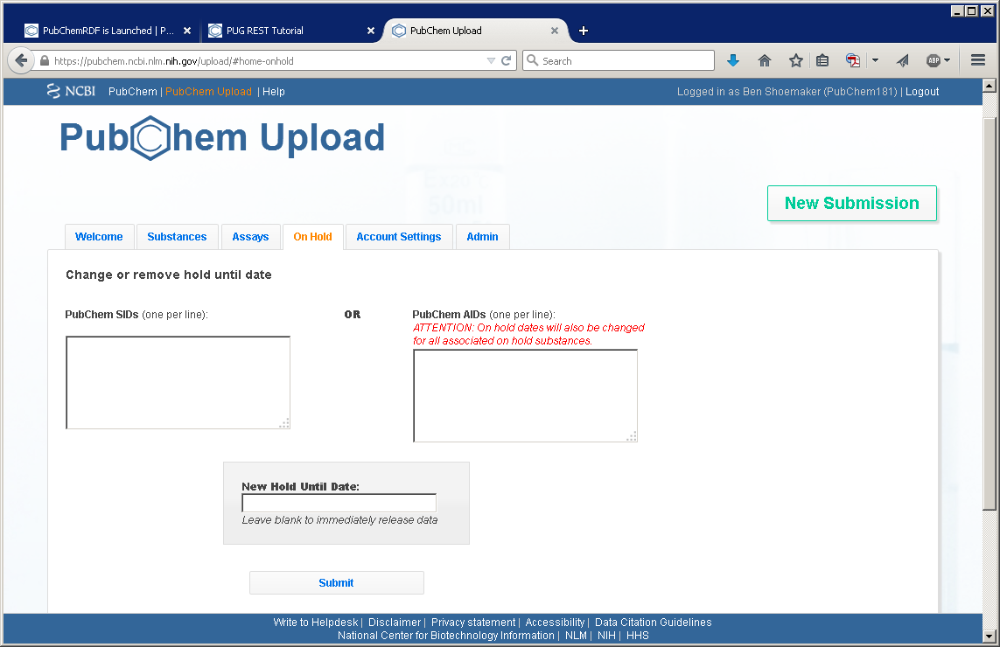 PubChemRDF is Launched | P...
PUG REST Tutorial
PubChem Upload
https://pubchem.ncbi.nlm.nih.gov/upload/#home-onhold
Search
ABP
NCBI PubChem | PubChem Upload | Help
Logged in as Ben Shoemaker (PubChem181) | Logout
PubChem Upload
50ml
New Submission
Welcome
Substances
Assays
On Hold
Account Settings
Admin
Change or remove hold until date
PubChem SIDs (one per line):
OR
PubChem AIDs (one per line):
ATTENTION: On hold dates will also be changed
for all associated on hold substances.
New Hold Until Date:
Leave blank to immediately release data
Submit
Write to Helpdesk | Disclaimer | Privacy statement | Accessibility | Data Citation Guidelines
National Center for Biotechnology Information | NLM | NIH | HHS